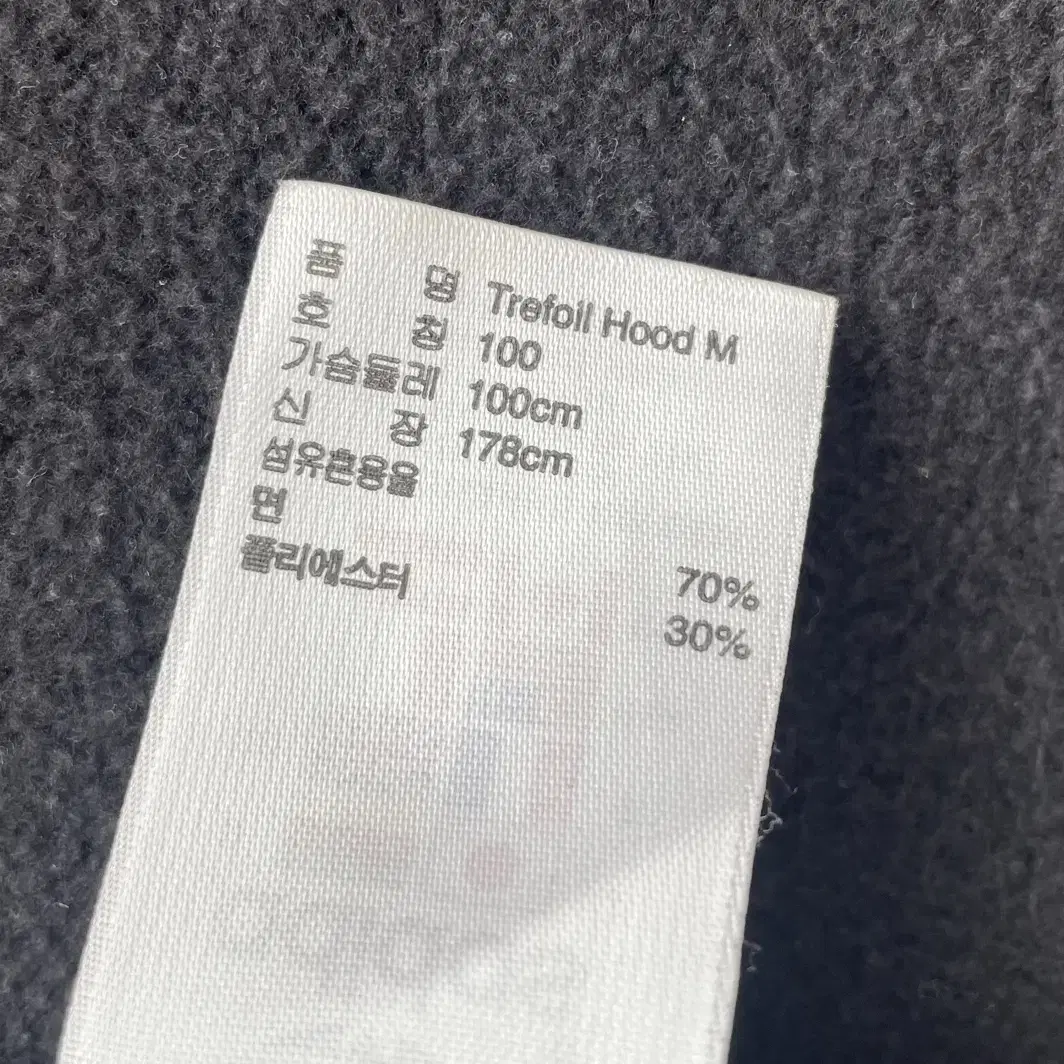 품 명 Trefoil Hood M
호 칭 100
가슴둘레 100cm
신 장 178cm
섬유혼용율
면 70%
폴리에스터 30%